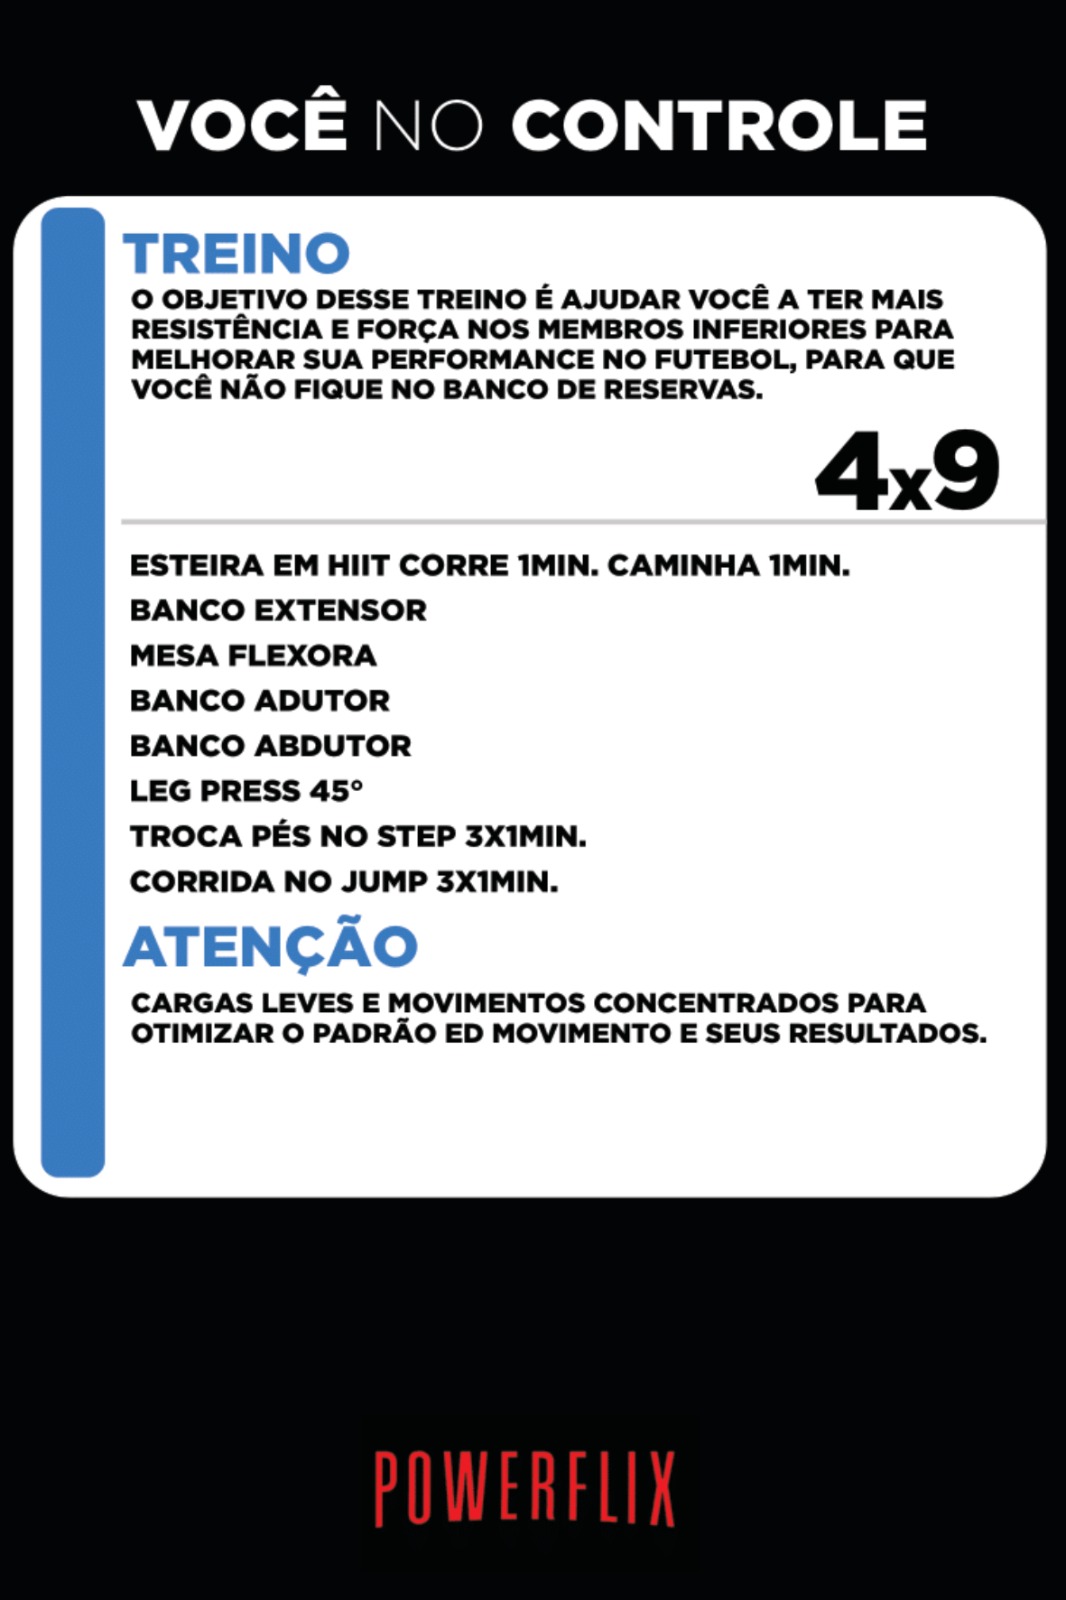 VOCÊ NO CONTROLE
TREINO
O OBJETIVO DESSE TREINO É AJUDAR VOCÊ A TER MAIS
RESISTÊNCIA E FORÇA NOS MEMBROS INFERIORES PARA
MELHORAR SUA PERFORMANCE NO FUTEBOL, PARA QUE
VOCÊ NÃO FIQUE NO BANCO DE RESERVAS.
4x9
ESTEIRA EM HIIT CORRE 1MIN. CAMINHA 1MIN.
BANCO EXTENSOR
MESA FLEXORA
BANCO ADUTOR
BANCO ABDUTOR
LEG PRESS 45°
TROCA PÉS NO STEP 3X1MIN.
CORRIDA NO JUMP 3X1MIN.
ATENÇÃO
CARGAS LEVES E MOVIMENTOS CONCENTRADOS PARA
OTIMIZAR O PADRÃO ED MOVIMENTO E SEUS RESULTADOS.
POWERFLIX